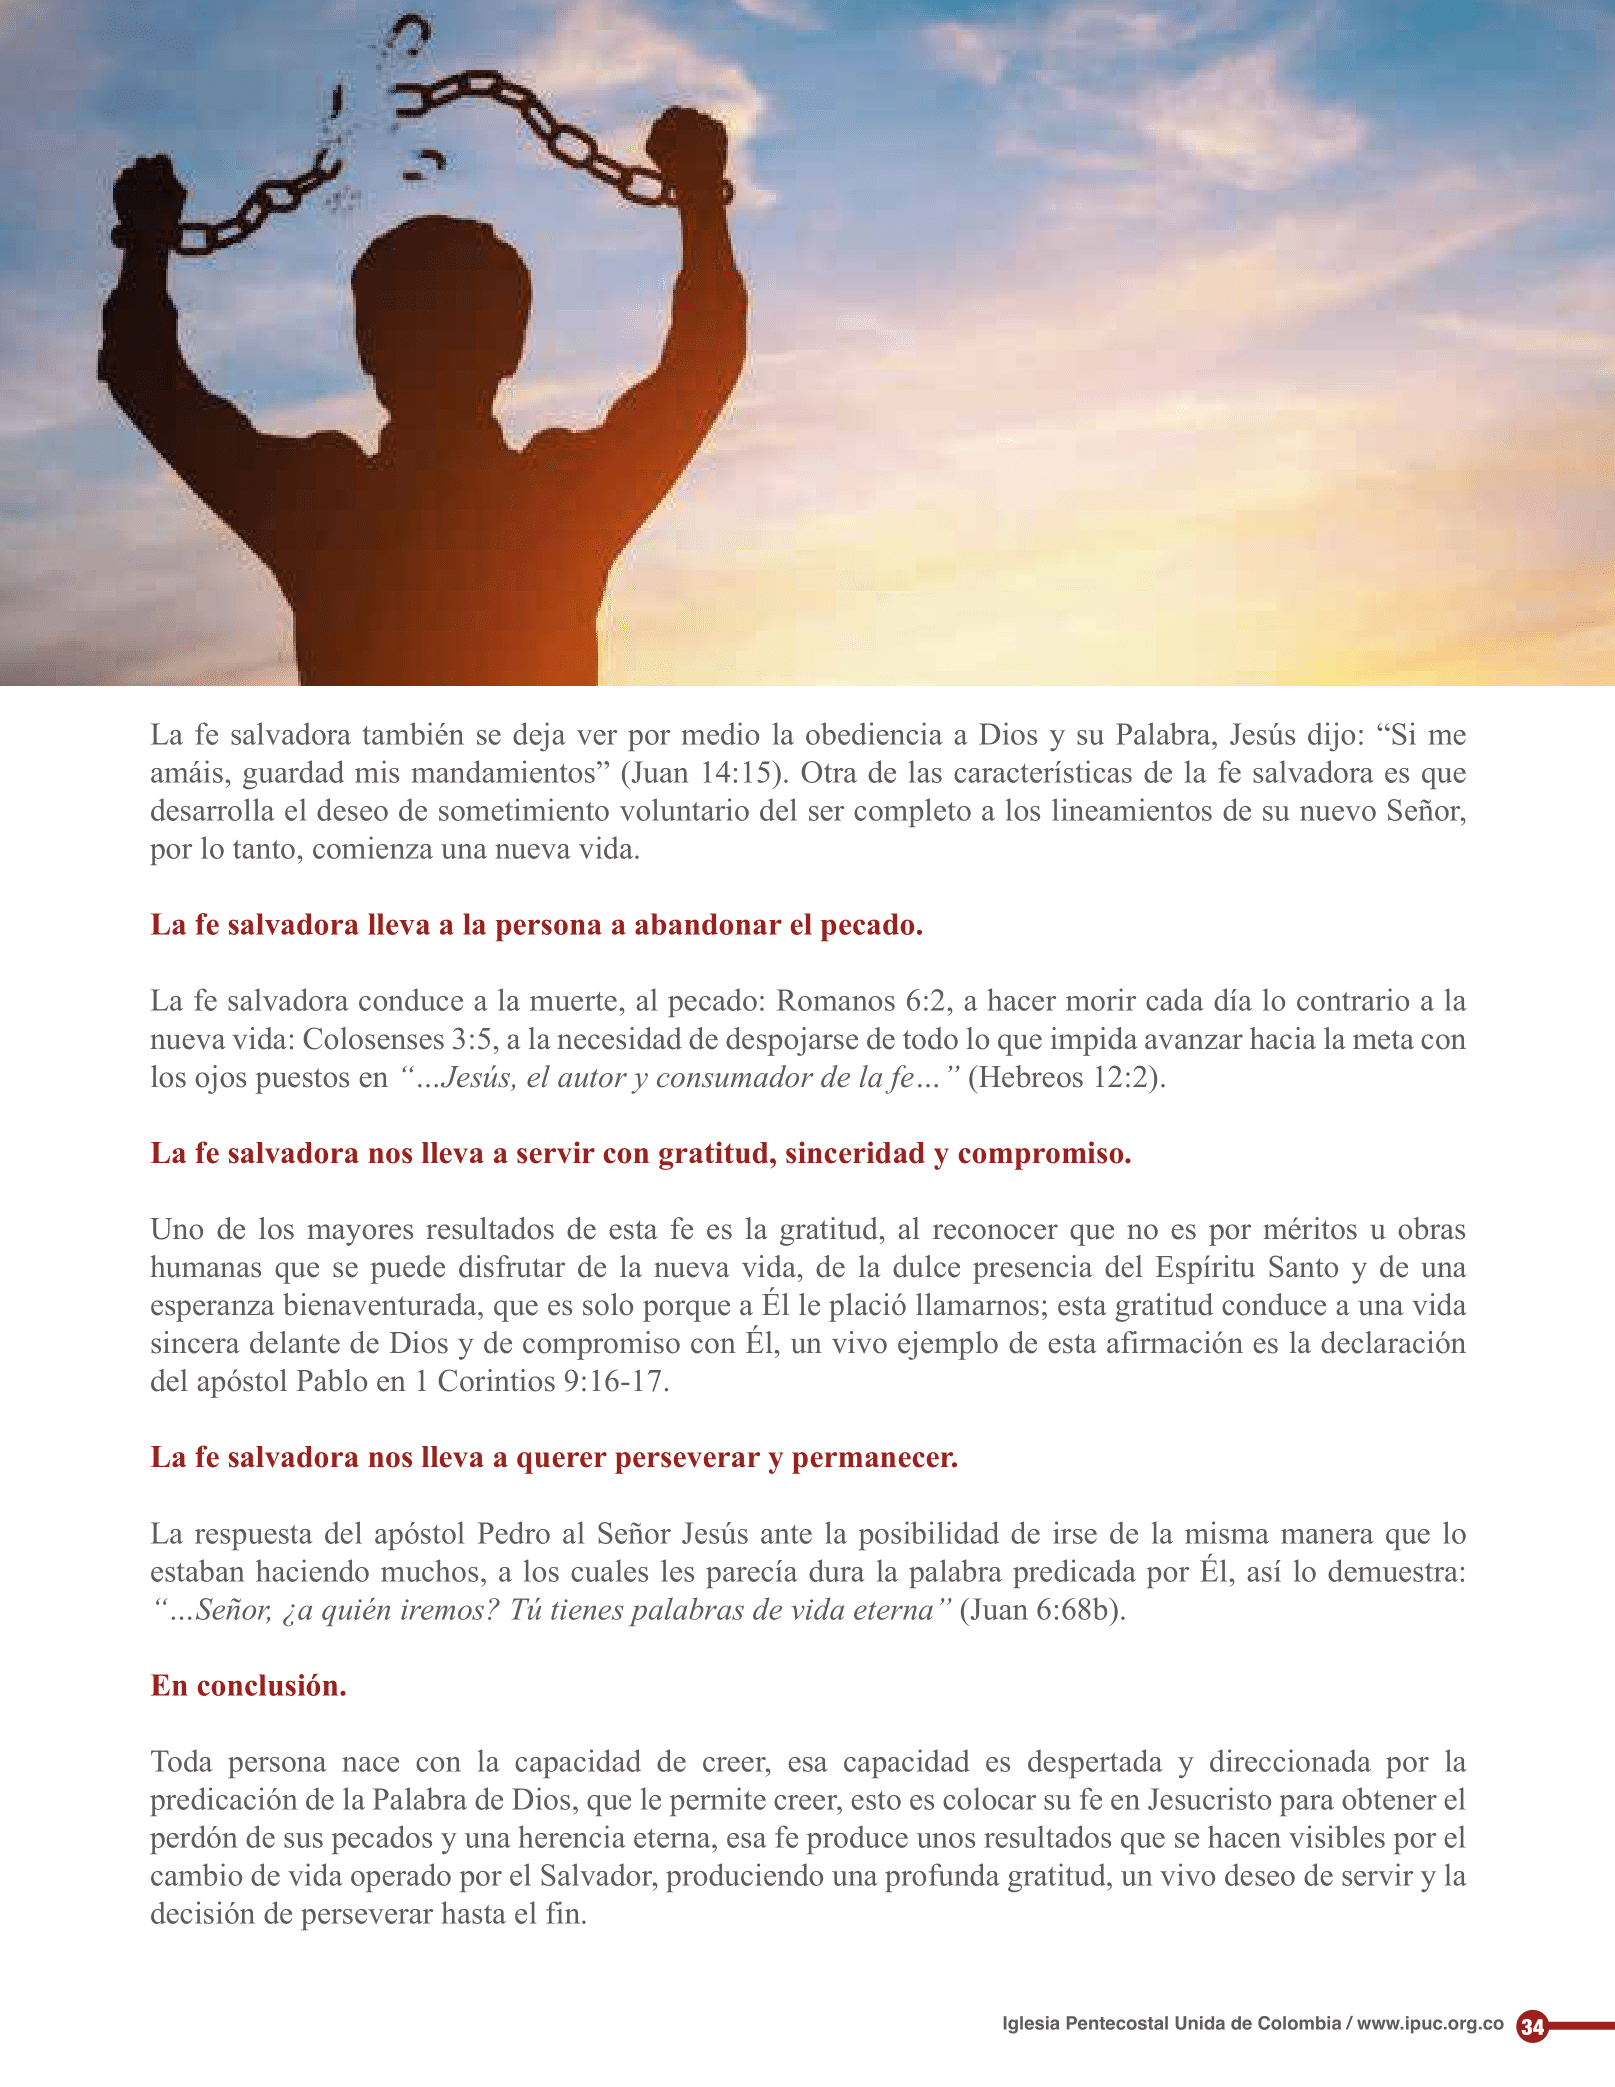 La fe salvadora también se deja ver por medio la obediencia a Dios y su Palabra, Jesús dijo: “Si me
amáis, guardad mis mandamientos” (Juan 14:15). Otra de las características de la fe salvadora es que
desarrolla el deseo de sometimiento voluntario del ser completo a los lineamientos de su nuevo Señor,
por lo tanto, comienza una nueva vida.
La fe salvadora lleva a la persona a abandonar el pecado.
La fe salvadora conduce a la muerte, al pecado: Romanos 6:2, a hacer morir cada día lo contrario a la
nueva vida: Colosenses 3:5, a la necesidad de despojarse de todo lo que impida avanzar hacia la meta con
los ojos puestos en “...Jesús, el autor y consumador de la fe...” (Hebreos 12:2).
La fe salvadora nos lleva a servir con gratitud, sinceridad y compromiso.
Uno de los mayores resultados de esta fe es la gratitud, al reconocer que no es por méritos u obras
humanas que se puede disfrutar de la nueva vida, de la dulce presencia del Espíritu Santo y de una
esperanza bienaventurada, que es solo porque a Él le plació llamarnos; esta gratitud conduce a una vida
sincera delante de Dios y de compromiso con Él, un vivo ejemplo de esta afirmación es la declaración
del apóstol Pablo en 1 Corintios 9:16-17.
La fe salvadora nos lleva a querer perseverar y permanecer.
La respuesta del apóstol Pedro al Señor Jesús ante la posibilidad de irse de la misma manera que lo
estaban haciendo muchos, a los cuales les parecía dura la palabra predicada por Él, así lo demuestra:
“...Señor, ¿a quién iremos? Tú tienes palabras de vida eterna” (Juan 6:68b).
En conclusión.
Toda persona nace con la capacidad de creer, esa capacidad es despertada y direccionada por la
predicación de la Palabra de Dios, que le permite creer, esto es colocar su fe en Jesucristo para obtener el
perdón de sus pecados y una herencia eterna, esa fe produce unos resultados que se hacen visibles por el
cambio de vida operado por el Salvador, produciendo una profunda gratitud, un vivo deseo de servir y la
decisión de perseverar hasta el fin.
Iglesia Pentecostal Unida de Colombia / www.ipuc.org.co 34